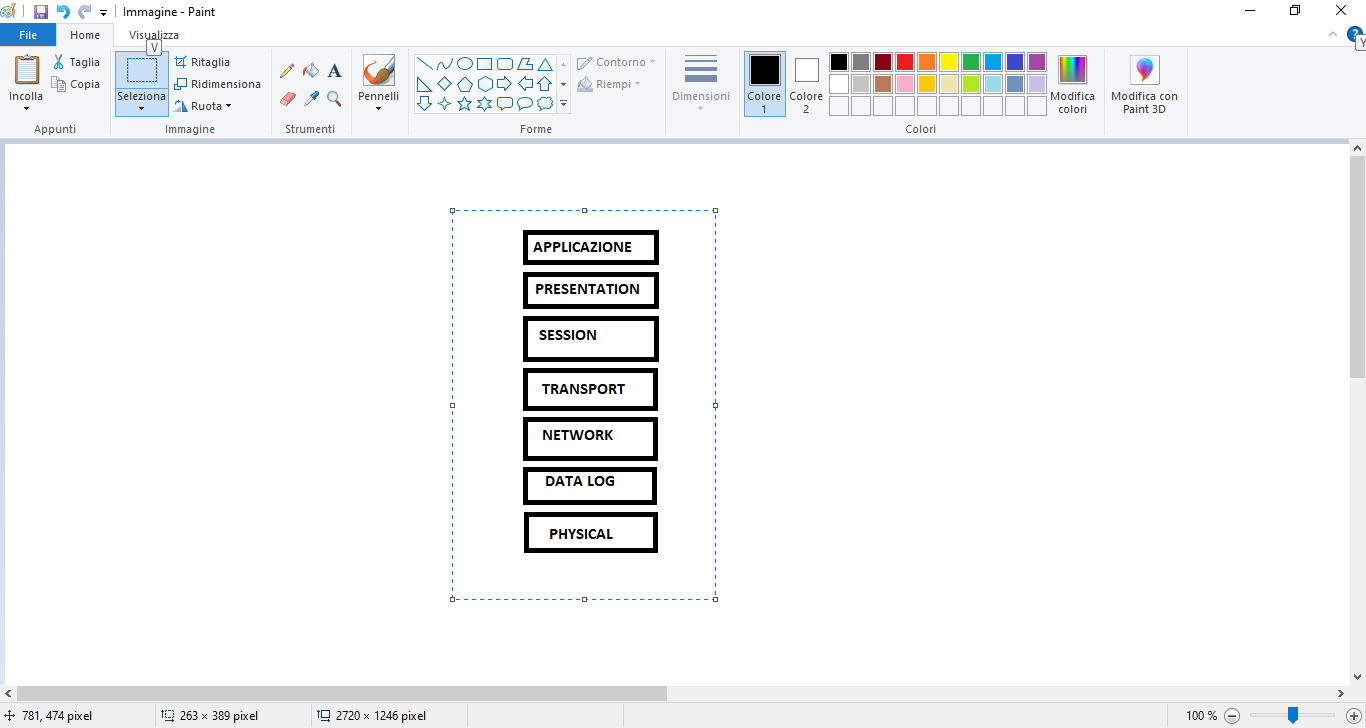 Immagine - Paint
File Home Visualizza
V
Y
Incolla
Taglia
Copia
Appunti
Seleziona
Ritaglia
Ridimensiona
Ruota
Immagine
A
Strumenti
Pennelli
Contorno
Riempi
Forme
Dimensioni
Colore 1
Colore 2
Modifica colori
Colori
Modifica con Paint 3D
APPLICAZIONE
PRESENTATION
SESSION
TRANSPORT
NETWORK
DATA LOG
PHYSICAL
781, 474 pixel 263 × 389 pixel 2720 × 1246 pixel 100 %